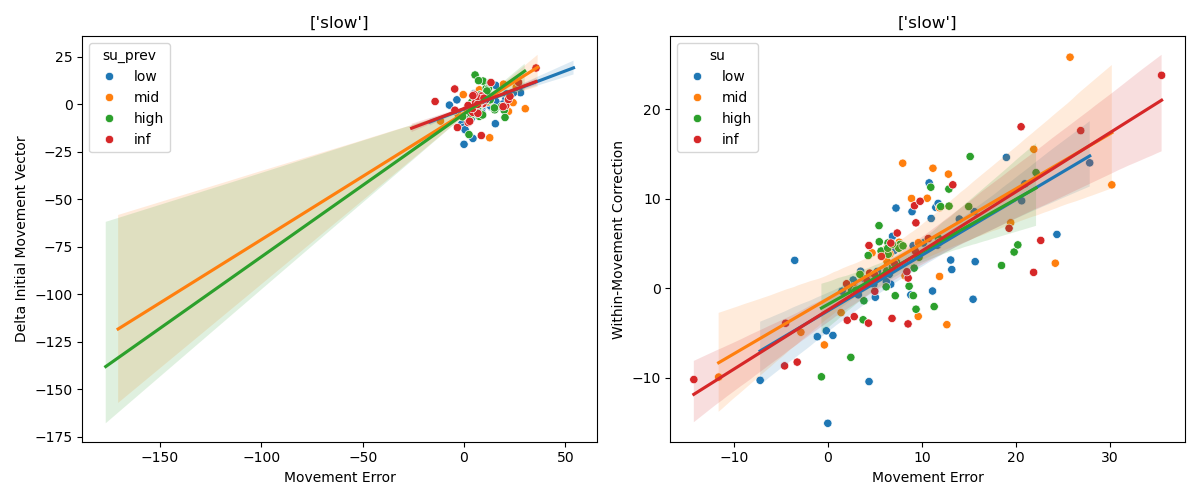 ['slow']
['slow']
su_prev
low
mid
high
inf
su
low
mid
high
inf
Delta Initial Movement Vector
25
0
−25
−50
−75
−100
−125
−150
−175
−150
−100
−50
0
50
Movement Error
Within-Movement Correction
20
10
0
−10
−10
0
10
20
30
Movement Error